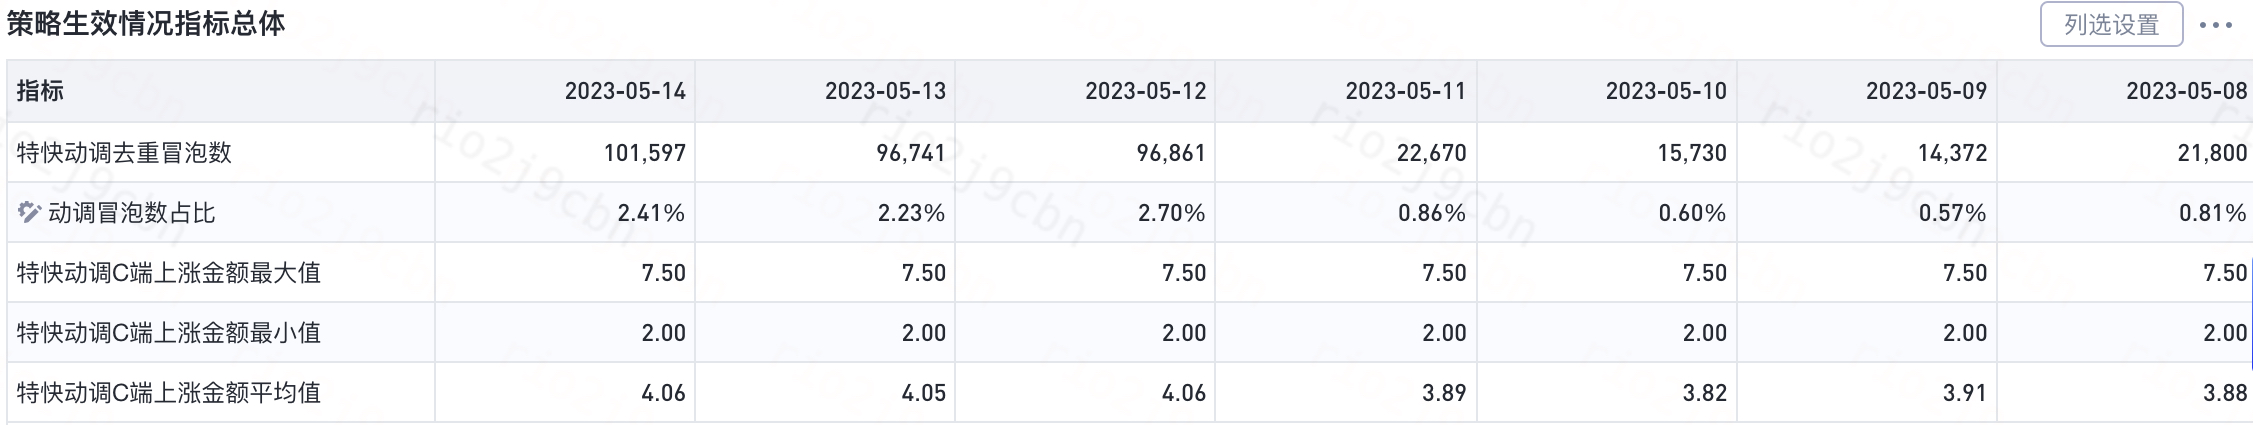 策略生效情况指标总体
列选设置
指标 2023-05-14 2023-05-13 2023-05-12 2023-05-11 2023-05-10 2023-05-09 2023-05-08
特快动调去重冒泡数 101,597 96,741 96,861 22,670 15,730 14,372 21,800
动调冒泡数占比 2.41% 2.23% 2.70% 0.86% 0.60% 0.57% 0.81%
特快动调C端上涨金额最大值 7.50 7.50 7.50 7.50 7.50 7.50 7.50
特快动调C端上涨金额最小值 2.00 2.00 2.00 2.00 2.00 2.00 2.00
特快动调C端上涨金额平均值 4.06 4.05 4.06 3.89 3.82 3.91 3.88
rio2j9cbn
rio2j9cbn
rio2j9cbn
rio2j9cbn